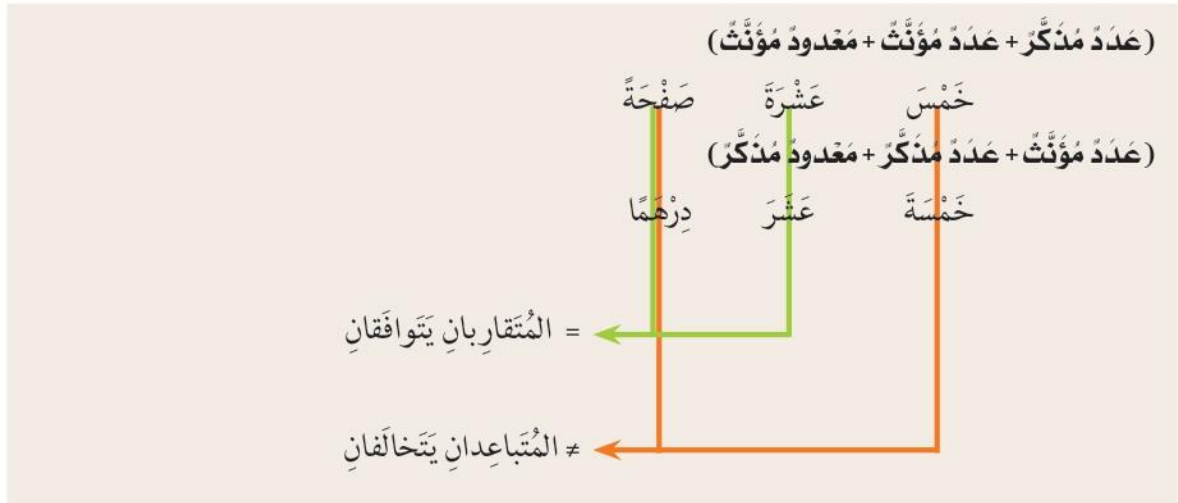 (عَدَدٌ مُذَكَّرٌ + عَدَدٌ مُؤَنَّثٌ + مَعْدودٌ مُؤَنَّثٌ)
خَمْسَ عَشْرَةَ صَفْحَةً
(عَدَدٌ مُؤَنَّثٌ + عَدَدٌ مُذَكَّرٌ + مَعْدودٌ مُذَكَّرٌ)
خَمْسَةَ عَشَرَ دِرْهَمًا
= المُتَقارِبانِ يَتَوافَقانِ
≠ المُتَباعِدانِ يَتَخالَفانِ